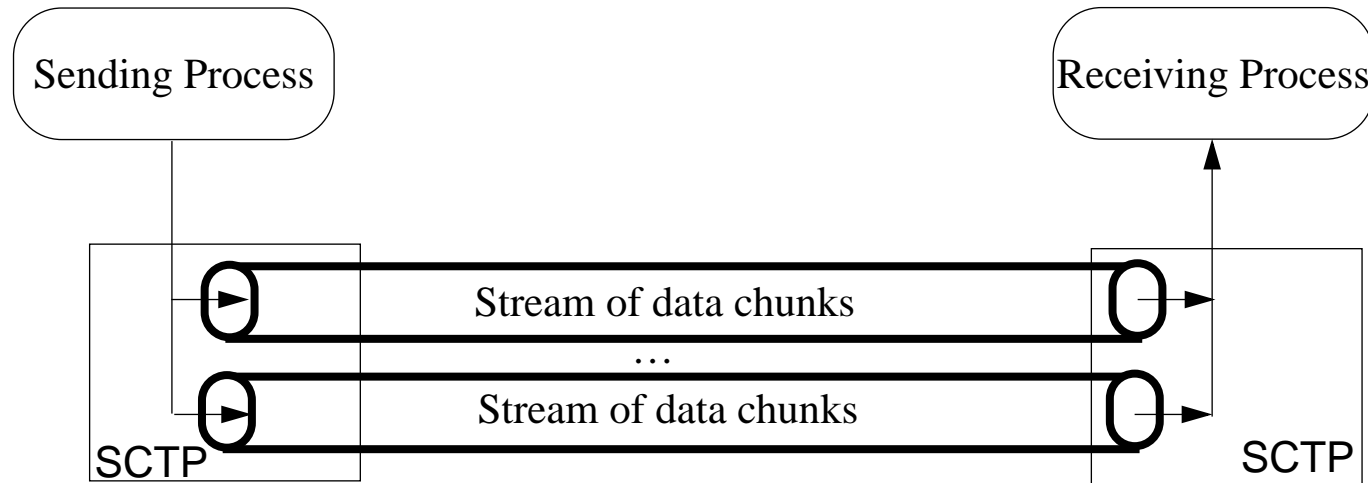 Sending Process
Receiving Process
Stream of data chunks
…
Stream of data chunks
SCTP
SCTP